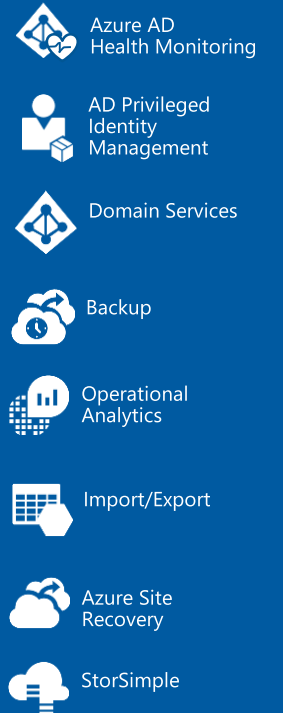 Azure AD
Health Monitoring
AD Privileged
Identity
Management
Domain Services
Backup
Operational
Analytics
Import/Export
Azure Site
Recovery
StorSimple